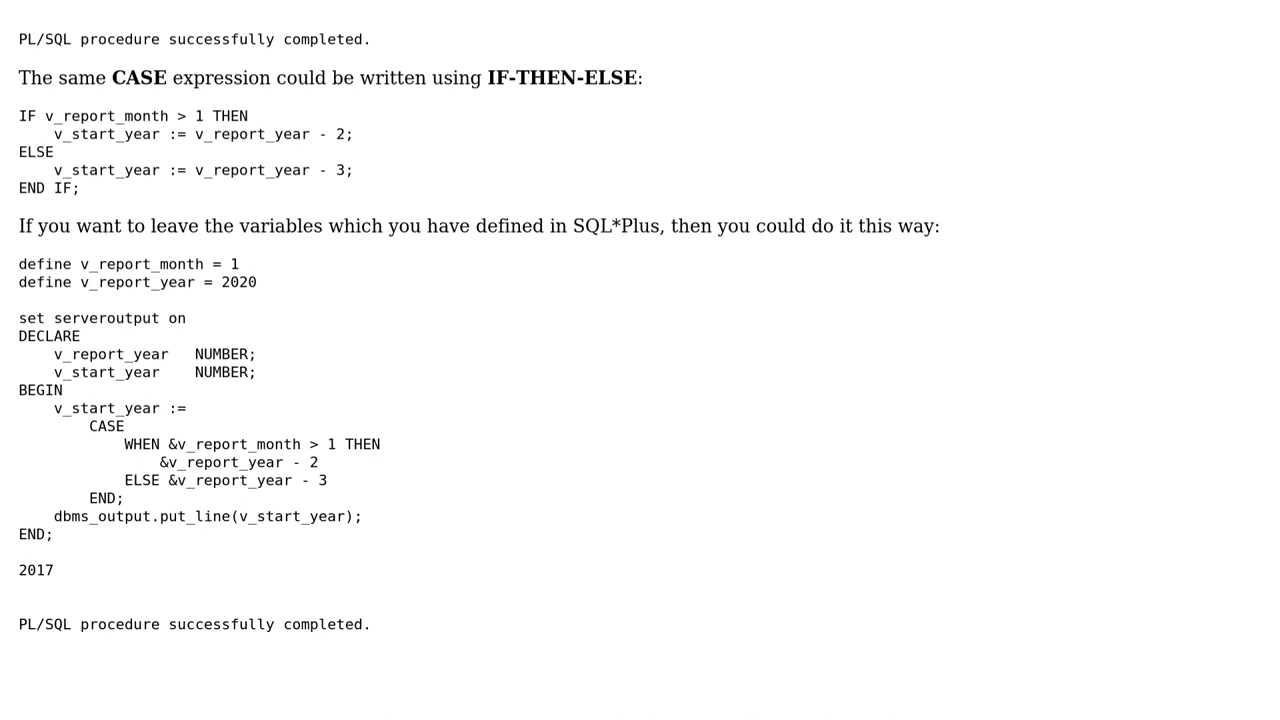 PL/SQL procedure successfully completed.
The same CASE expression could be written using IF-THEN-ELSE:
IF v_report_month > 1 THEN
    v_start_year := v_report_year - 2;
ELSE
    v_start_year := v_report_year - 3;
END IF;
If you want to leave the variables which you have defined in SQL*Plus, then you could do it this way:
define v_report_month = 1
define v_report_year = 2020
set serveroutput on
DECLARE
    v_report_year   NUMBER;
    v_start_year    NUMBER;
BEGIN
    v_start_year :=
        CASE
            WHEN &v_report_month > 1 THEN
                &v_report_year - 2
            ELSE &v_report_year - 3
        END;
    dbms_output.put_line(v_start_year);
END;
2017
PL/SQL procedure successfully completed.